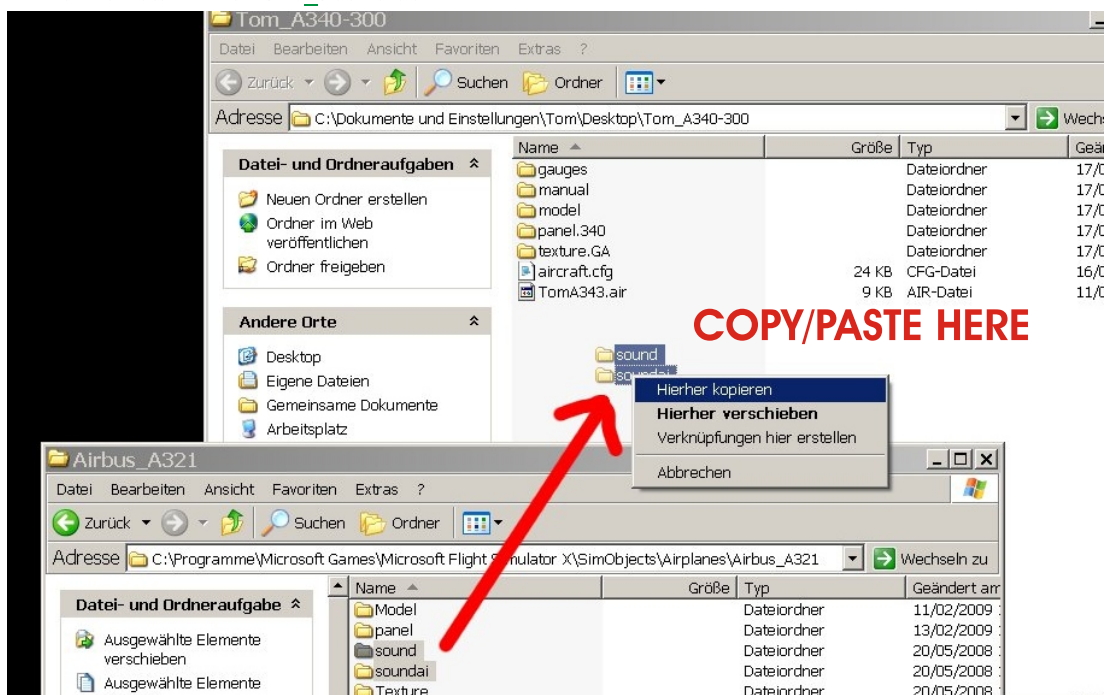 Tom_A340-300
Datei Bearbeiten Ansicht Favoriten Extras ?
Zurück Suchen Ordner
Adresse C:\Dokumente und Einstellungen\Tom\Desktop\Tom_A340-300
Name Größe Typ
Datei- und Ordneraufgaben
Neuen Ordner erstellen
Ordner im Web
veröffentlichen
Ordner freigeben
gauges Dateiordner
manual Dateiordner
model Dateiordner
panel.340 Dateiordner
texture.GA Dateiordner
aircraft.cfg 24 KB CFG-Datei
TomA343.air 9 KB AIR-Datei
COPY/PASTE HERE
Andere Orte
Desktop
Eigene Dateien
Gemeinsame Dokumente
Arbeitsplatz
sound
soundai
Hierher kopieren
Hierher verschieben
Verknüpfungen hier erstellen
Abbrechen
Airbus_A321
Datei Bearbeiten Ansicht Favoriten Extras ?
Zurück Suchen Ordner
Adresse C:\Programme\Microsoft Games\Microsoft Flight Simulator X\SimObjects\Airplanes\Airbus_A321 Wechseln zu
Name Größe Typ Geändert am
Datei- und Ordneraufgabe
Ausgewählte Elemente
verschieben
Ausgewählte Elemente
Model Dateiordner 11/02/2009
panel Dateiordner 13/02/2009
sound Dateiordner 20/05/2008
soundai Dateiordner 20/05/2008
Texture Dateiordner 20/05/2008